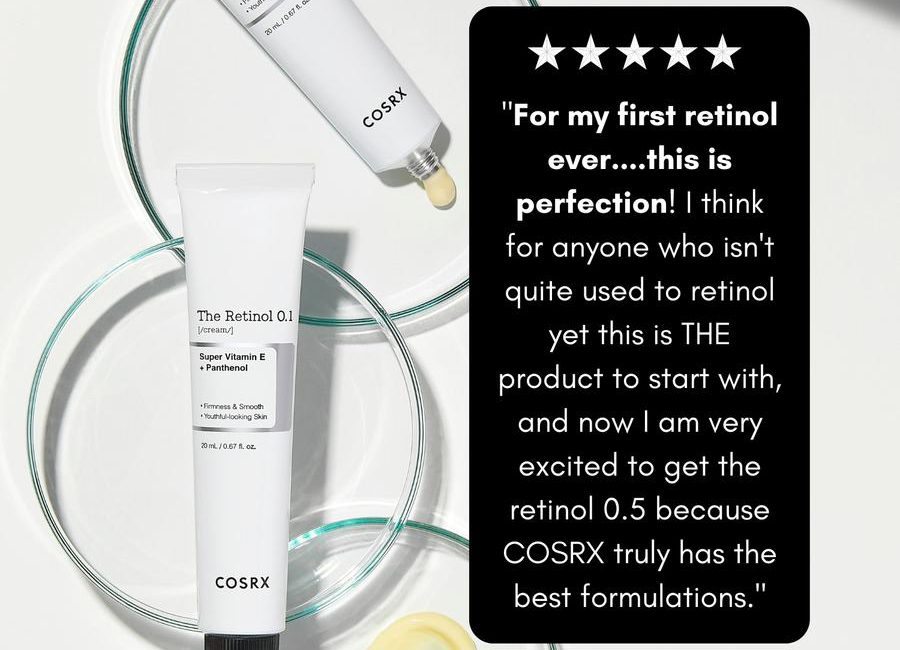 • Youth
20 mL / 0.67 fl. oz.
COSRX
The Retinol 0.1
[/cream/]
Super Vitamin E
+ Panthenol
• Firmness & Smooth
• Youthful-looking Skin
20 mL / 0.67 fl. oz.
COSRX
"For my first retinol
ever....this is
perfection! I think
for anyone who isn't
quite used to retinol
yet this is THE
product to start with,
and now I am very
excited to get the
retinol 0.5 because
COSRX truly has the
best formulations."